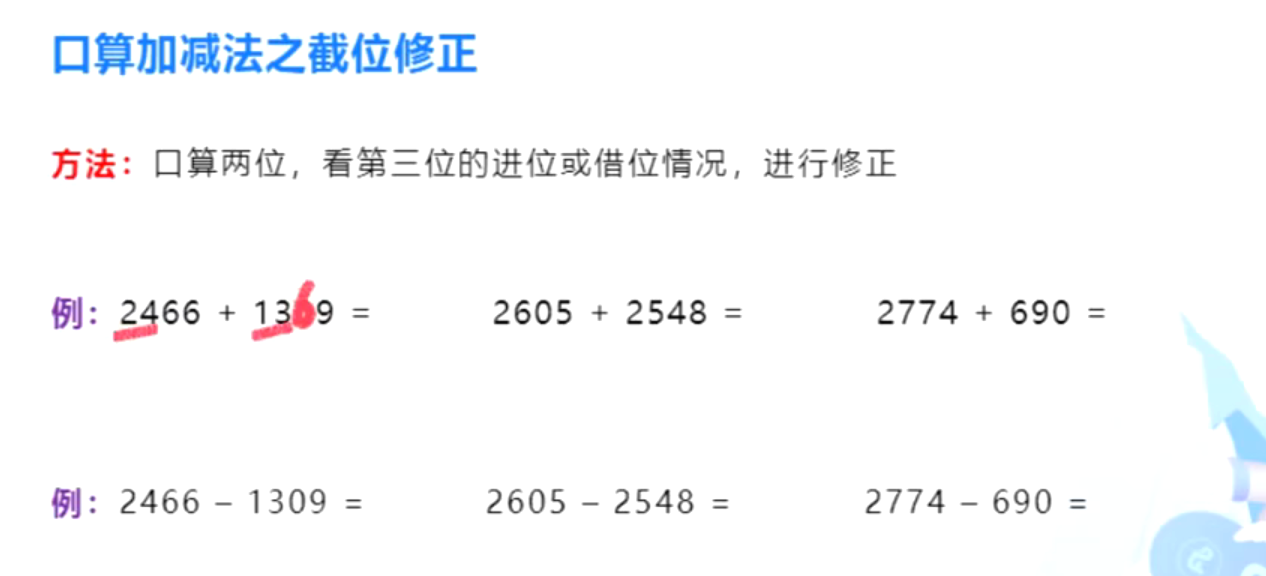 口算加减法之截位修正
方法：口算两位，看第三位的进位或借位情况，进行修正
例：2466 + 1369 = 2605 + 2548 = 2774 + 690 =
例：2466 – 1309 = 2605 – 2548 = 2774 – 690 =